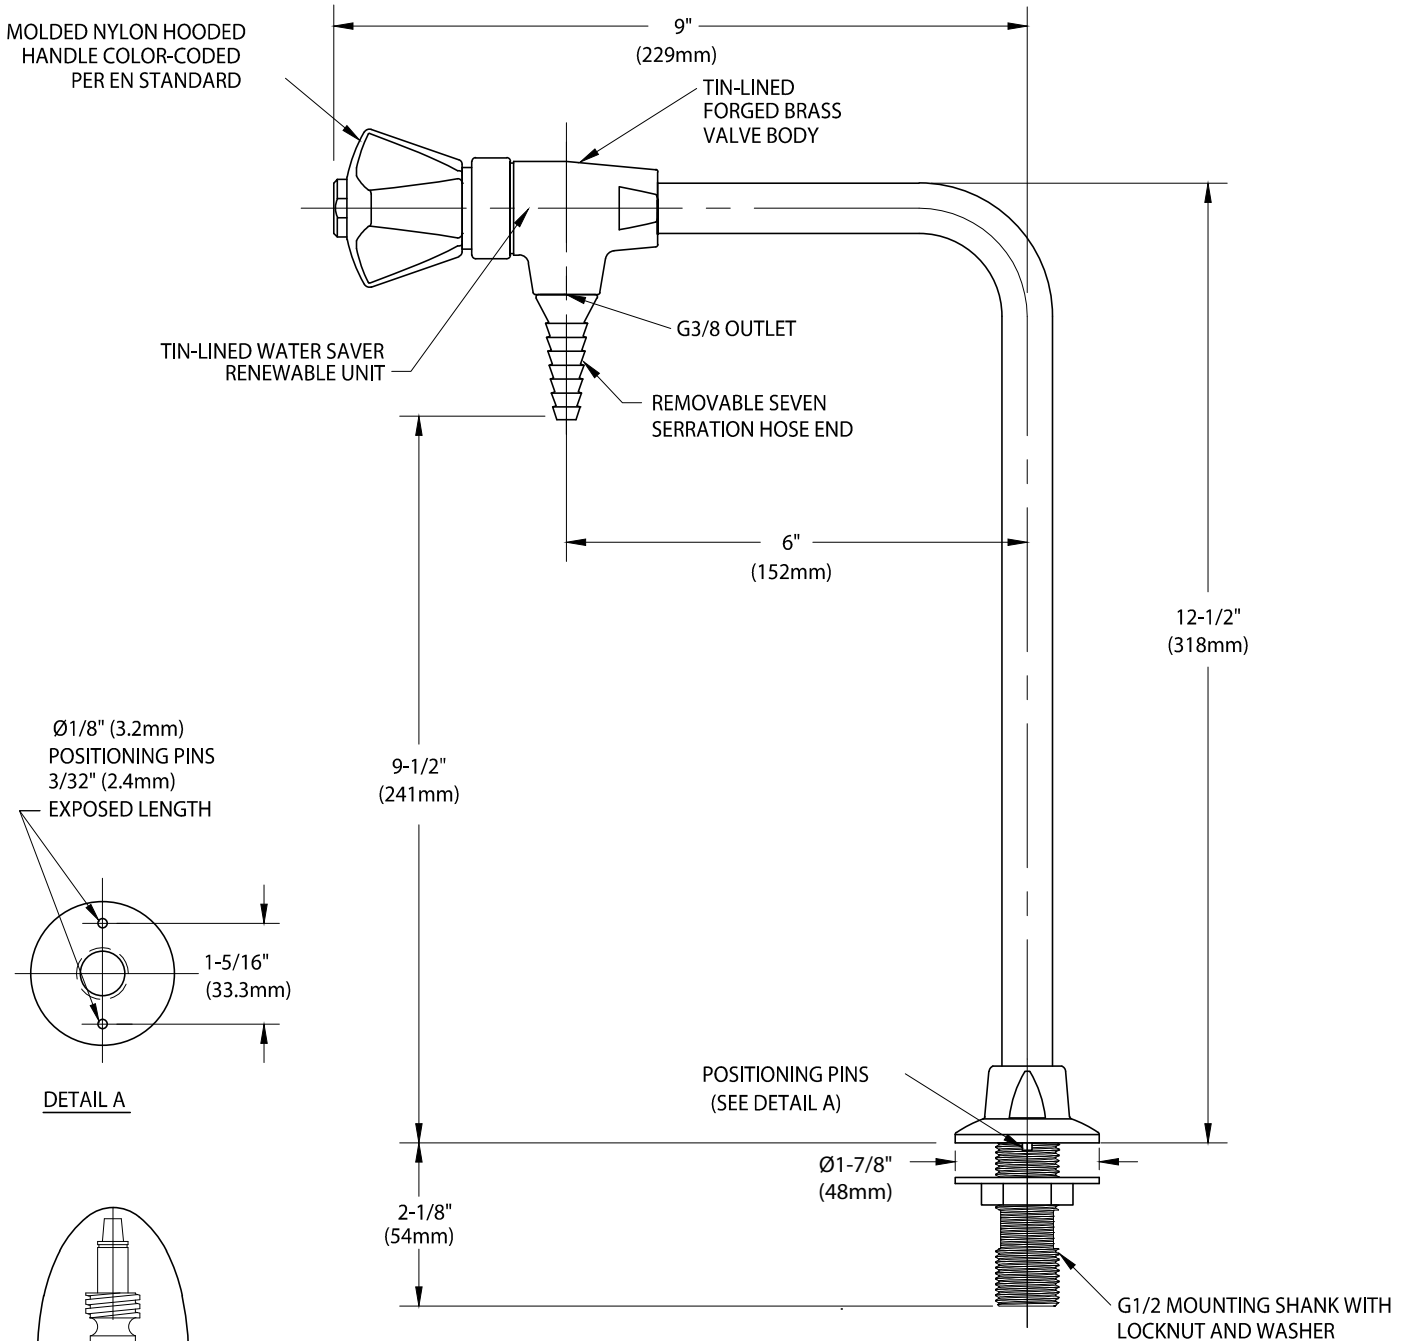 MOLDED NYLON HOODED
HANDLE COLOR-CODED
PER EN STANDARD
9"
(229mm)
TIN-LINED
FORGED BRASS
VALVE BODY
G3/8 OUTLET
TIN-LINED WATER SAVER
RENEWABLE UNIT
REMOVABLE SEVEN
SERRATION HOSE END
6"
(152mm)
12-1/2"
(318mm)
Ø1/8" (3.2mm)
POSITIONING PINS
3/32" (2.4mm)
EXPOSED LENGTH
9-1/2"
(241mm)
1-5/16"
(33.3mm)
DETAIL A
POSITIONING PINS
(SEE DETAIL A)
Ø1-7/8"
(48mm)
2-1/8"
(54mm)
G1/2 MOUNTING SHANK WITH
LOCKNUT AND WASHER